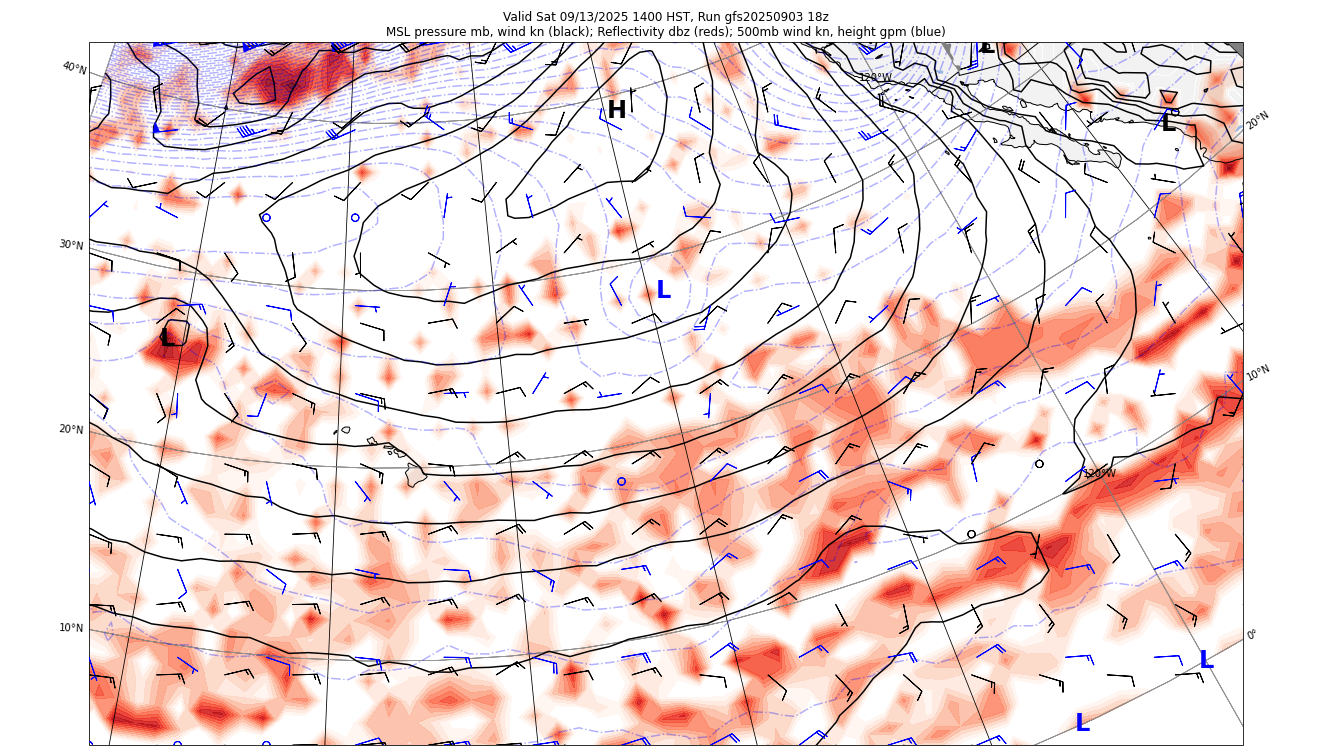 Valid Sat 09/13/2025 1400 HST, Run gfs20250903 18z
MSL pressure mb, wind kn (black); Reflectivity dbz (reds); 500mb wind kn, height gpm (blue)
L
40°N
120°W
H
L
20°N
30°N
L
L
10°N
20°N
120°W
10°N
0°
L
L